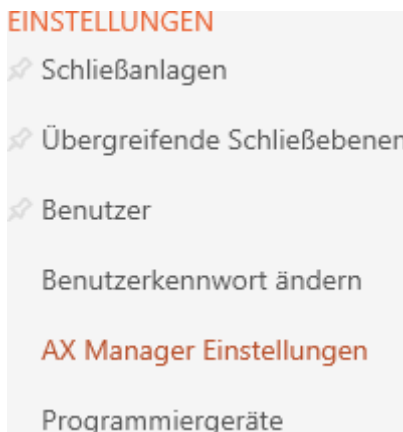 EINSTELLUNGEN
Schließanlagen
Übergreifende Schließebenen
Benutzer
Benutzerkennwort ändern
AX Manager Einstellungen
Programmiergeräte